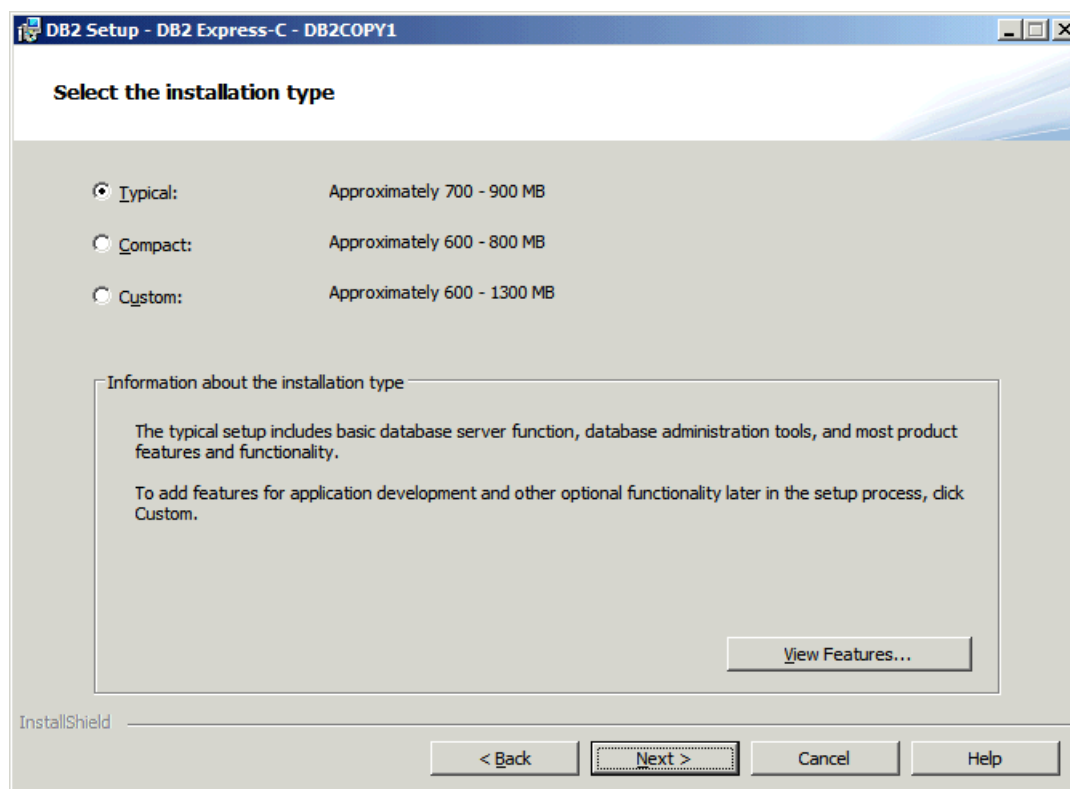 DB2 Setup - DB2 Express-C - DB2COPY1
Select the installation type
Typical: Approximately 700 - 900 MB
Compact: Approximately 600 - 800 MB
Custom: Approximately 600 - 1300 MB
Information about the installation type
The typical setup includes basic database server function, database administration tools, and most product
features and functionality.
To add features for application development and other optional functionality later in the setup process, click
Custom.
View Features...
InstallShield
< Back Next > Cancel Help